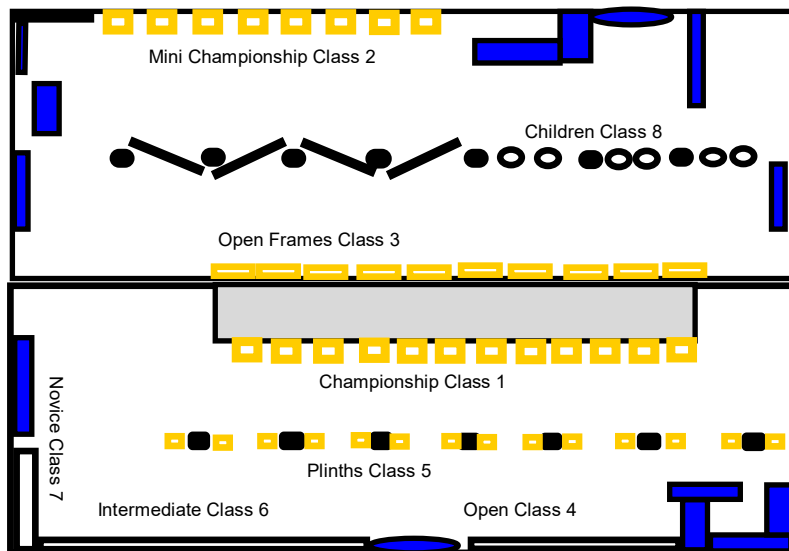 Mini Championship Class 2
Children Class 8
Open Frames Class 3
Championship Class 1
Novice Class 7
Plinths Class 5
Intermediate Class 6
Open Class 4